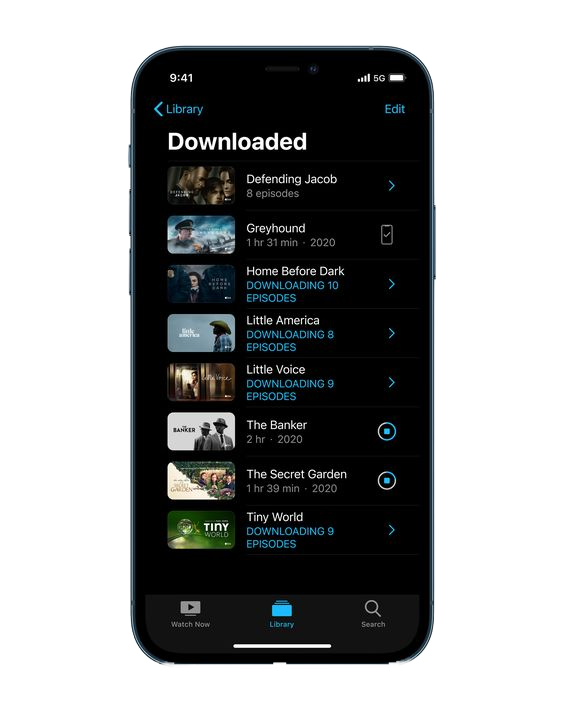 9:41
5G
Library
Edit
Downloaded
DEFENDING
JACOB
Defending Jacob
8 episodes
GREYHOUND
Greyhound
1 hr 31 min · 2020
HOME
BEFORE
DARK
Home Before Dark
DOWNLOADING 10
EPISODES
little
america
Little America
DOWNLOADING 8
EPISODES
Little Voice
Little Voice
DOWNLOADING 9
EPISODES
THE
BANKER
The Banker
2 hr · 2020
SECRET
GARDEN
The Secret Garden
1 hr 39 min · 2020
TINY
WORLD
Tiny World
DOWNLOADING 9
EPISODES
Watch Now
Library
Search